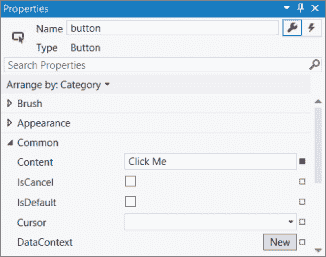 Properties
Name button
Type Button
Search Properties
Arrange by: Category
Brush
Appearance
Common
Content Click Me
IsCancel
IsDefault
Cursor
DataContext New